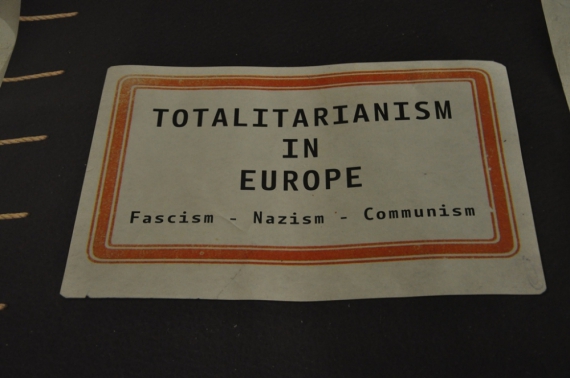 TOTALITARIANISM
IN
EUROPE
Fascism - Nazism - Communism